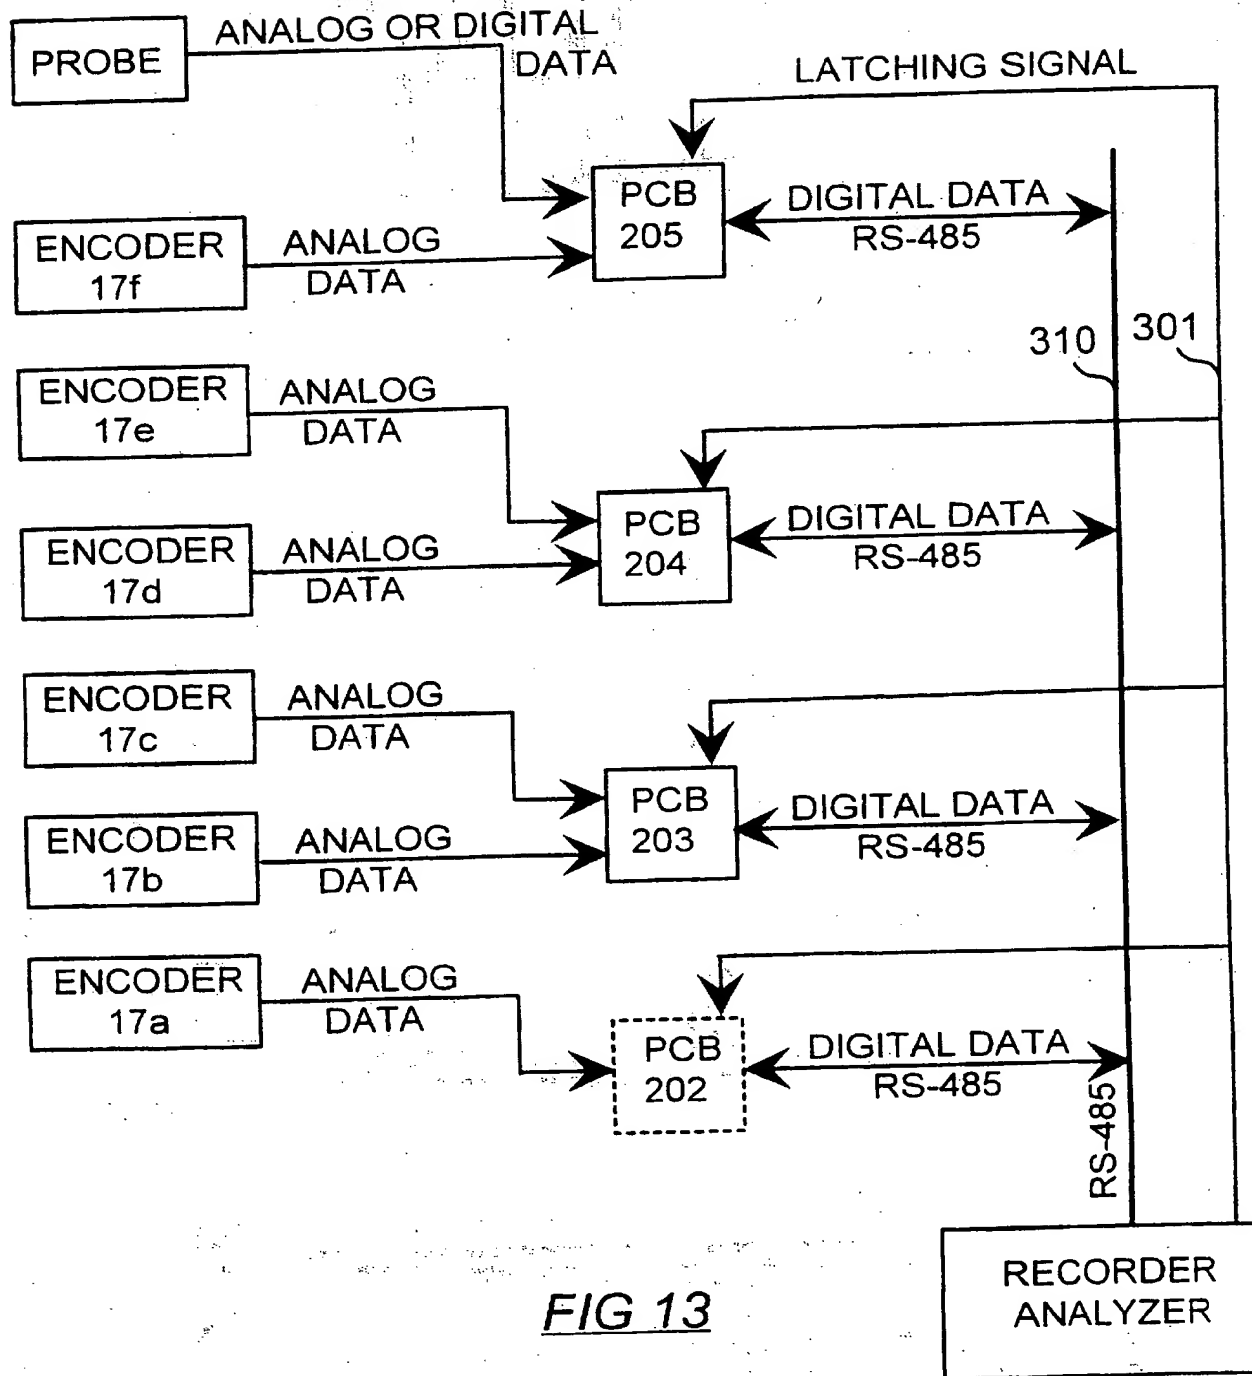 PROBE
ANALOG OR DIGITAL
DATA
LATCHING SIGNAL
PCB
205
DIGITAL DATA
RS-485
ENCODER
17f
ANALOG
DATA
310
301
ENCODER
17e
ANALOG
DATA
PCB
204
DIGITAL DATA
RS-485
ENCODER
17d
ANALOG
DATA
ENCODER
17c
ANALOG
DATA
PCB
203
DIGITAL DATA
RS-485
ENCODER
17b
ANALOG
DATA
ENCODER
17a
ANALOG
DATA
PCB
202
DIGITAL DATA
RS-485
RS-485
RECORDER
ANALYZER
FIG 13